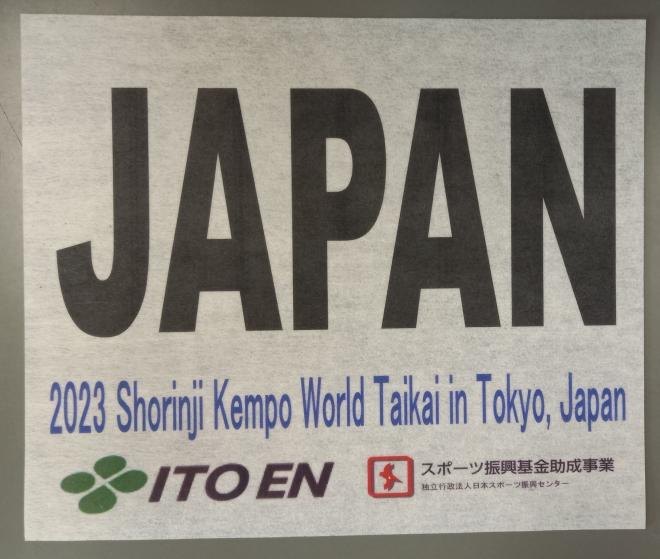 JAPAN
2023 Shorinji Kempo World Taikai in Tokyo, Japan
ITO EN
スポーツ振興基金助成事業
独立行政法人日本スポーツ振興センター